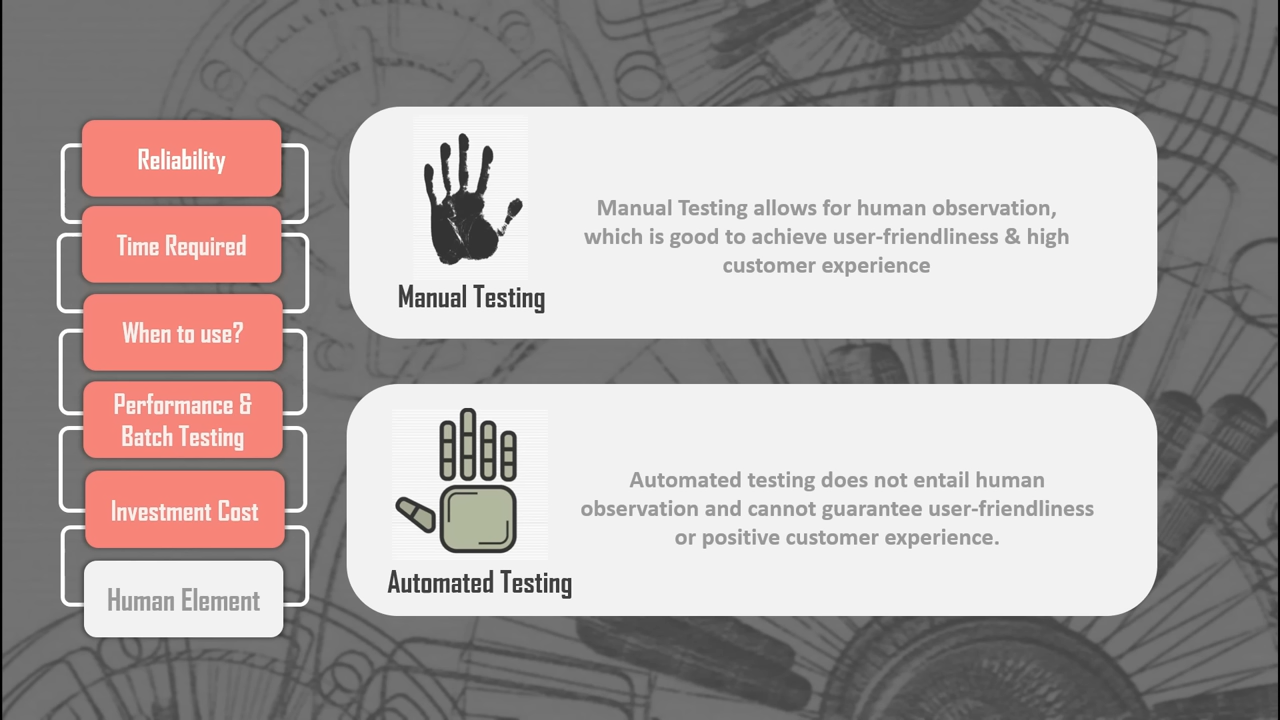 Reliability
Time Required
When to use?
Performance &
Batch Testing
Investment Cost
Human Element
Manual Testing allows for human observation,
which is good to achieve user-friendliness & high
customer experience
Manual Testing
Automated testing does not entail human
observation and cannot guarantee user-friendliness
or positive customer experience.
Automated Testing